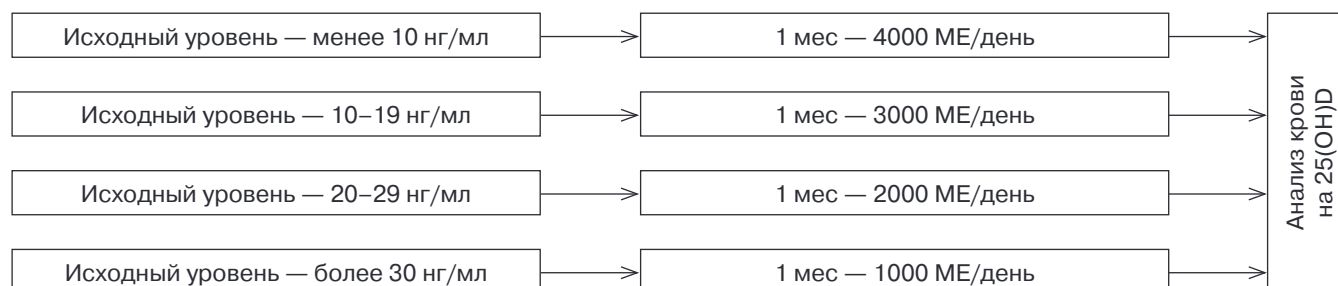 Исходный уровень — менее 10 нг/мл
1 мес — 4000 МЕ/день
Исходный уровень — 10–19 нг/мл
1 мес — 3000 МЕ/день
Исходный уровень — 20–29 нг/мл
1 мес — 2000 МЕ/день
Исходный уровень — более 30 нг/мл
1 мес — 1000 МЕ/день
Анализ крови
на 25(OH)D